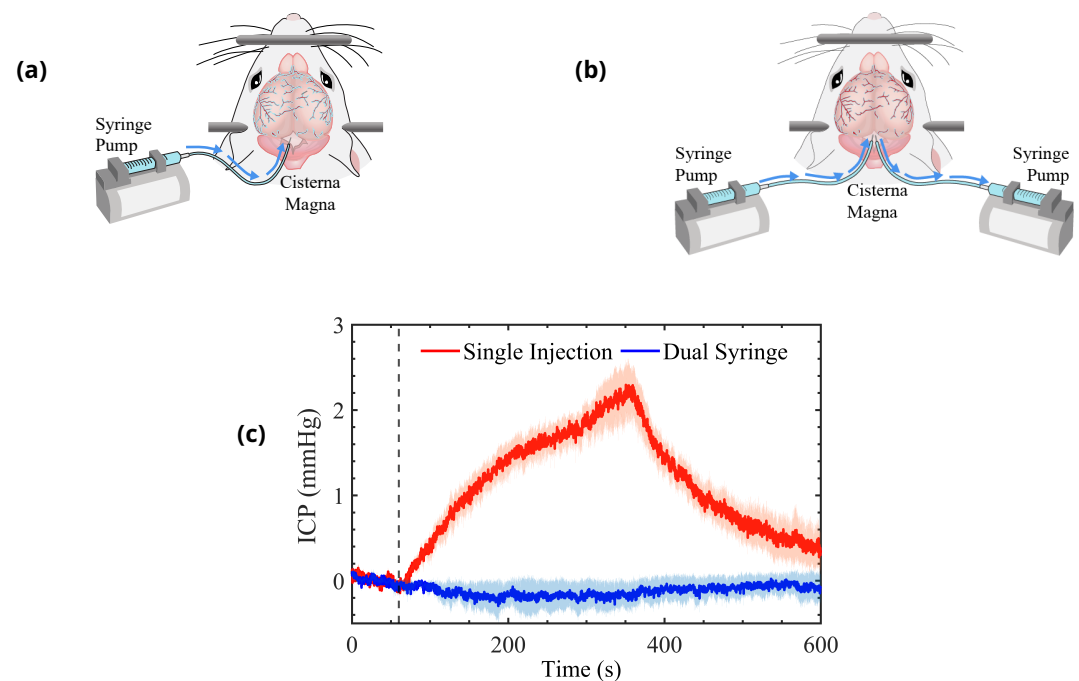 (a)
Syringe
Pump
Cisterna
Magna
(b)
Syringe
Pump
Cisterna
Magna
Syringe
Pump
(c)
ICP (mmHg)
3
2
1
0
Single Injection
Dual Syringe
0
200
400
600
Time (s)